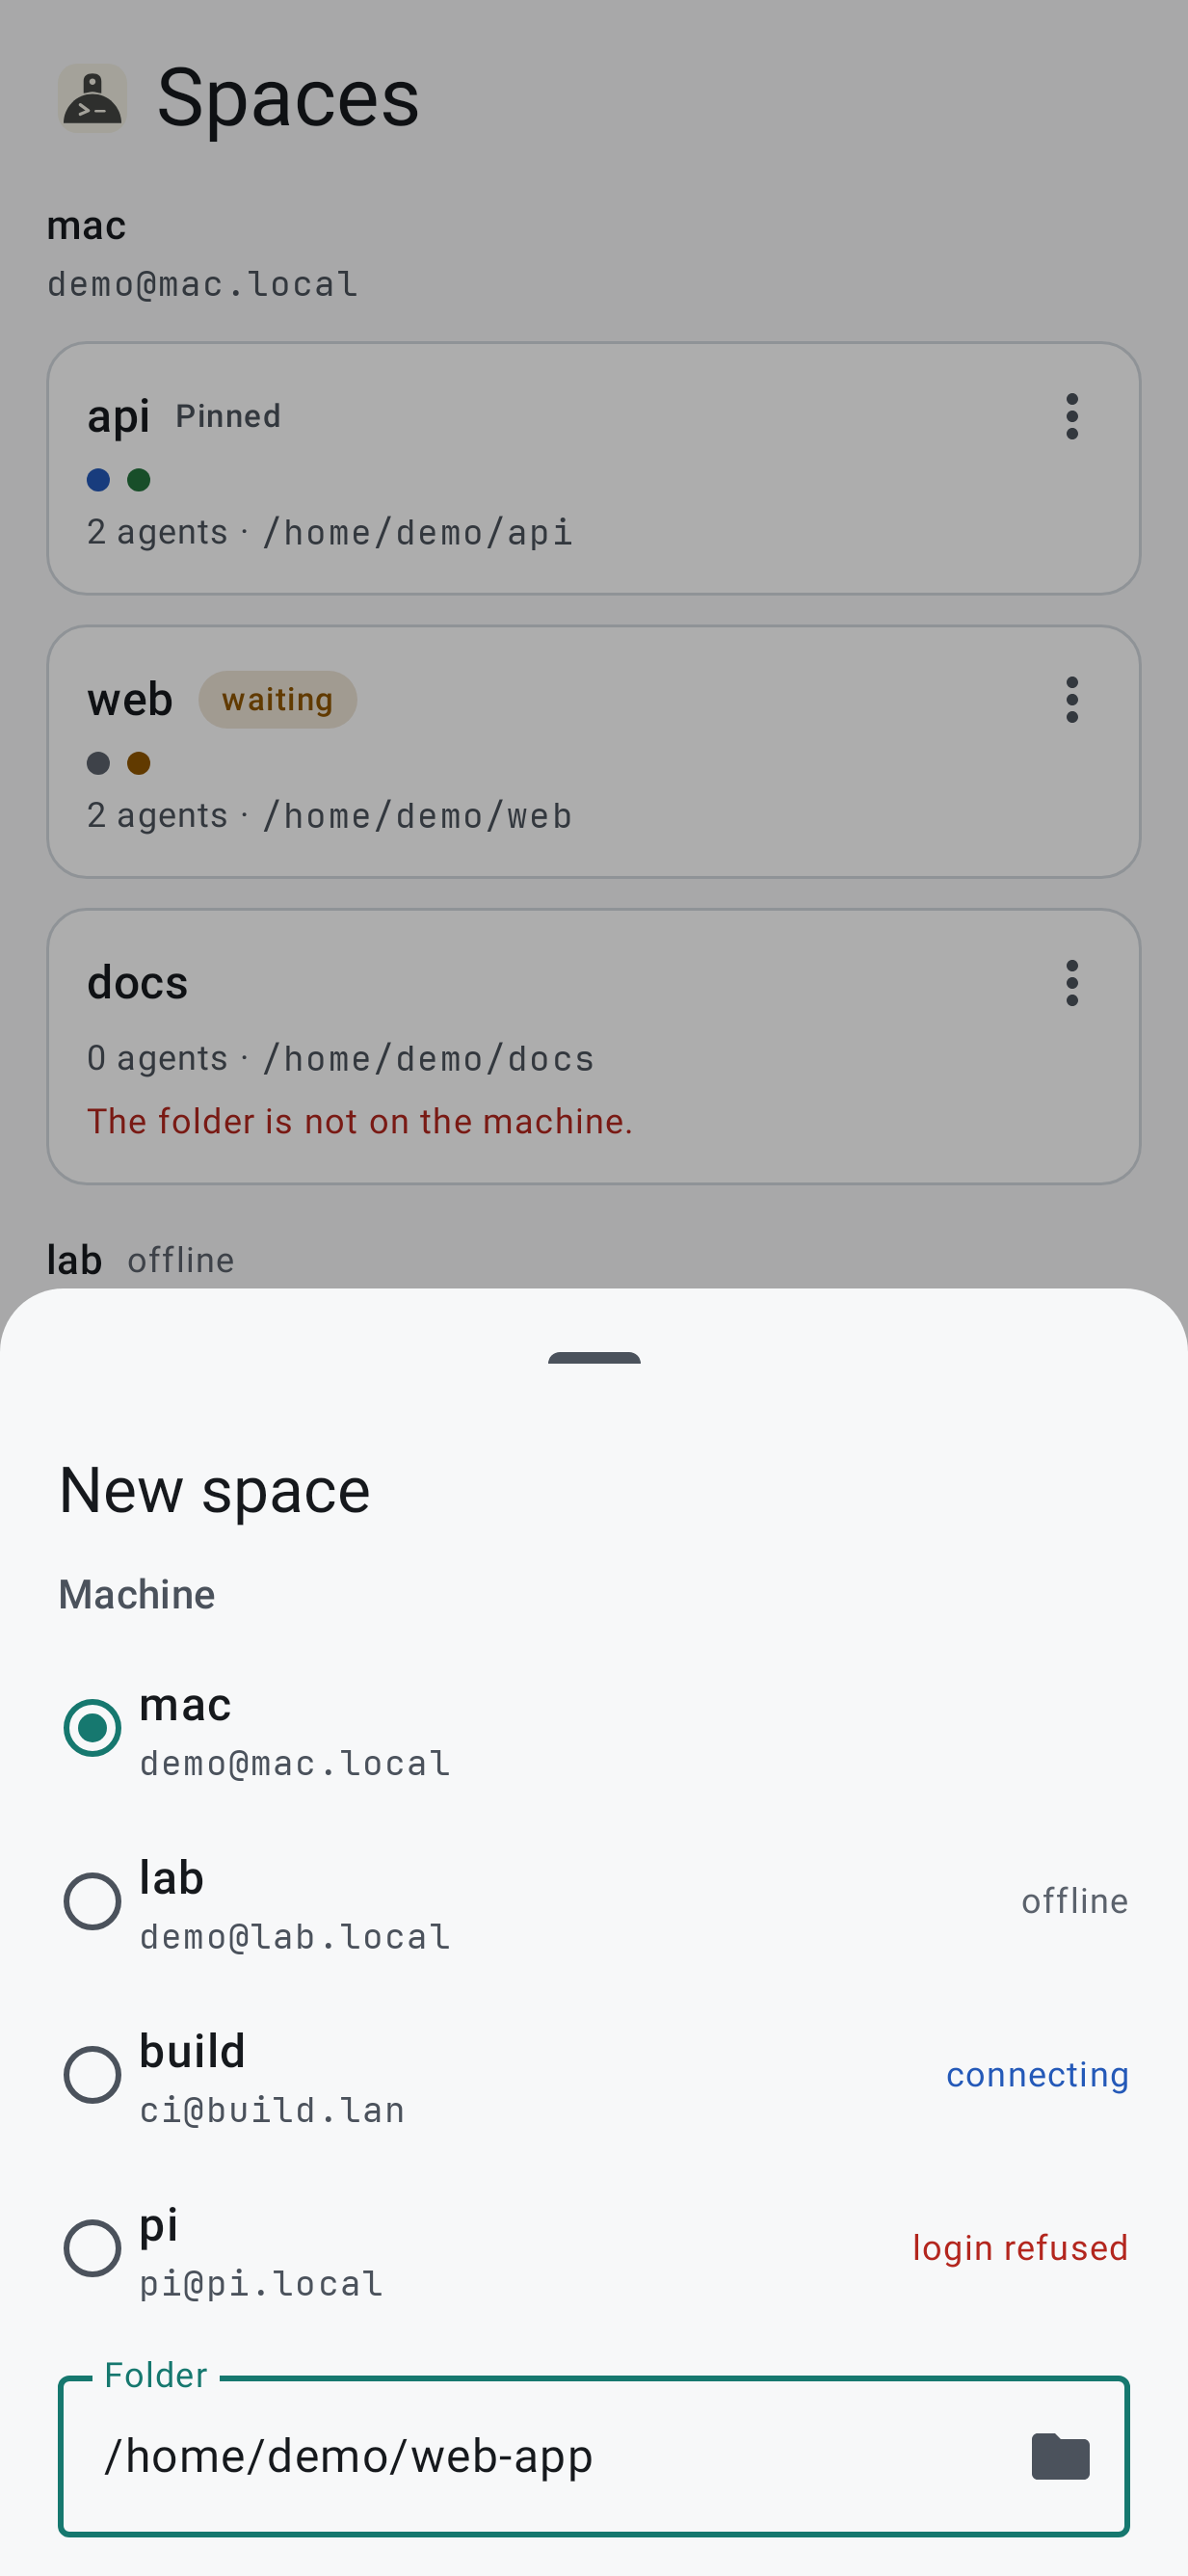 Spaces
mac
demo@mac.local
api Pinned
2 agents · /home/demo/api
web waiting
2 agents · /home/demo/web
docs
0 agents · /home/demo/docs
The folder is not on the machine.
lab offline
New space
Machine
mac
demo@mac.local
lab
offline
demo@lab.local
build
connecting
ci@build.lan
pi
login refused
pi@pi.local
Folder
/home/demo/web-app